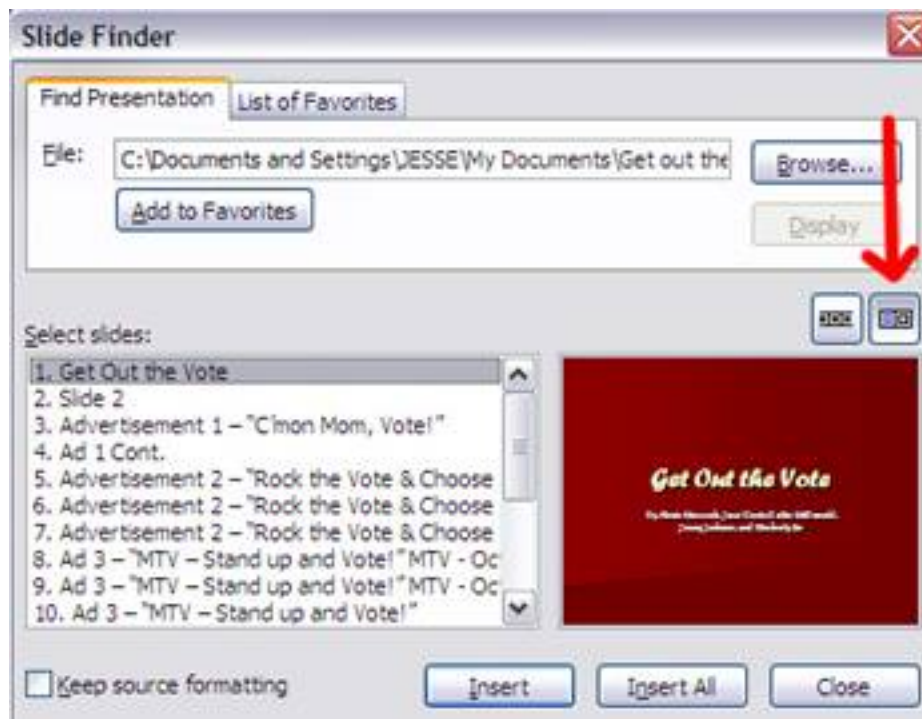 Slide Finder
Find Presentation
List of Favorites
File:
C:\Documents and Settings\JESSE\My Documents\Get out the
Browse...
Add to Favorites
Display
Select slides:
1. Get Out the Vote
2. Slide 2
3. Advertisement 1 – "C'mon Mom, Vote!"
4. Ad 1 Cont.
5. Advertisement 2 – "Rock the Vote & Choose
6. Advertisement 2 – "Rock the Vote & Choose
7. Advertisement 2 – "Rock the Vote & Choose
8. Ad 3 – "MTV – Stand up and Vote!" MTV - Oc
9. Ad 3 – "MTV – Stand up and Vote!" MTV - Oc
10. Ad 3 – "MTV – Stand up and Vote!"
Get Out the Vote
Keep source formatting
Insert
Insert All
Close